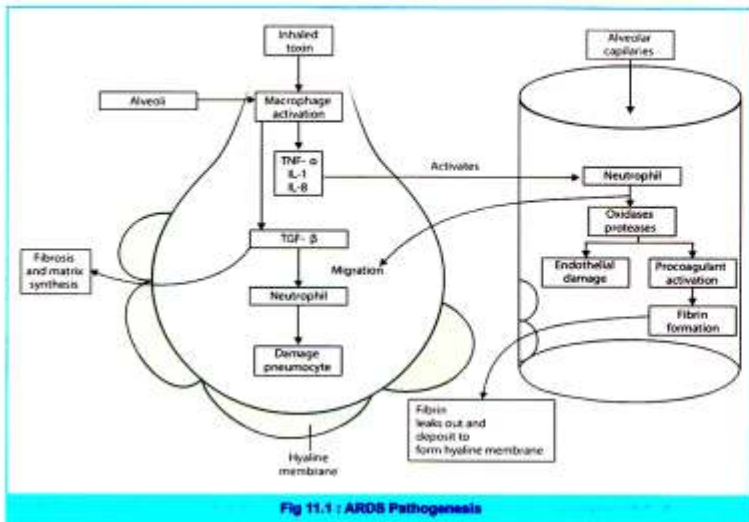 Inhaled
toxin
Alveoli
Macrophage
activation
TNF- α
IL-1
IL-8
Activates
TGF- β
Migration
Neutrophil
Damage
pneumocyte
Fibrosis
and matrix
synthesis
Hyaline
membrane
Alveolar
capilaries
Neutrophil
Oxidases
proteases
Endothelial
damage
Procoagulant
activation
Fibrin
formation
Fibrin
leaks out and
deposit to
form hyaline membrane
Fig 11.1 : ARDS Pathogenesis